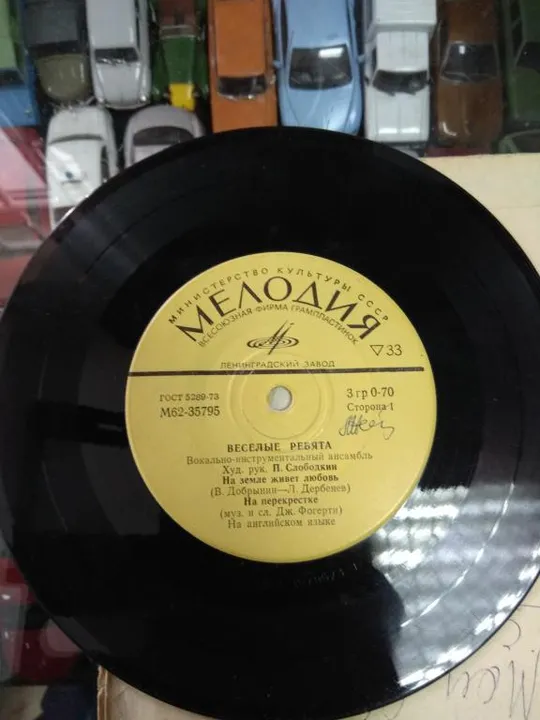 МИНИСТЕРСТВО КУЛЬТУРЫ СССР
МЕЛОДИЯ
ВСЕСОЮЗНАЯ ФИРМА ГРАМПЛАСТИНОК
▽33
ЛЕНИНГРАДСКИЙ ЗАВОД
ГОСТ 5289-73
3 гр 0-70
М62-35795
Сторона 1
ВЕСЕЛЫЕ РЕБЯТА
Вокально-инструментальный ансамбль
Худ. рук. П. Слободкин
На земле живет любовь
(В. Добрынин—Л. Дербенев)
На перекрестке
(муз. и сл. Дж. Фогерти)
На английском языке